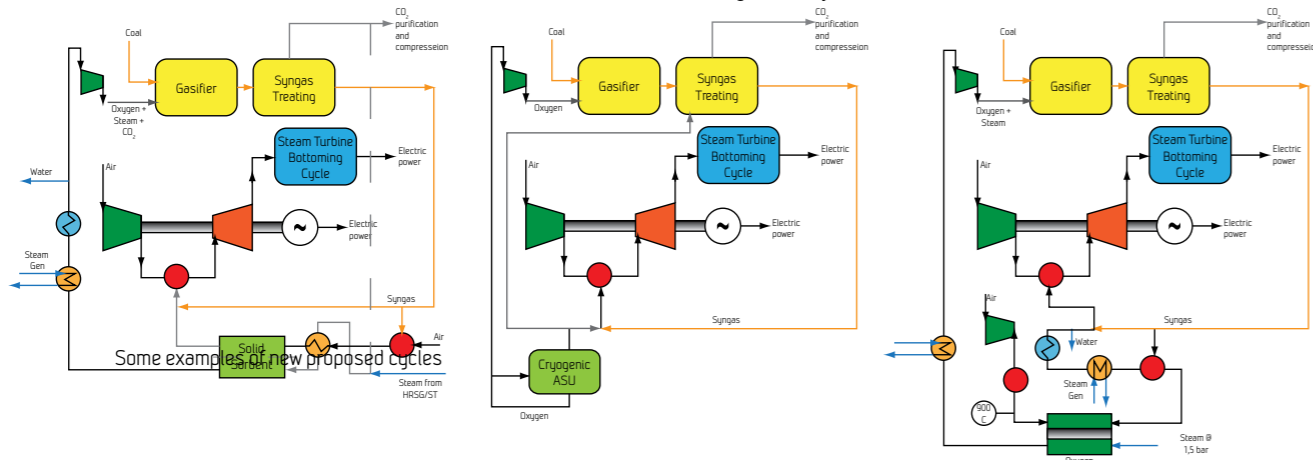 CO2
purification
and
compresseion
Coal
Gasifier
Syngas
Treating
Oxygen +
Steam +
CO2
Water
Air
Steam Turbine
Bottoming
Cycle
Electric
power
~
Electric
power
Steam
Gen
Syngas
Air
Solid
Sorbent
Steam from
HRSG/ST
Some examples of new proposed cycles
CO2
purification
and
compresseion
Coal
Gasifier
Syngas
Treating
Oxygen
Air
Steam Turbine
Bottoming
Cycle
Electric
power
~
Electric
power
Syngas
Cryogenic
ASU
Oxygen
CO2
purification
and
compresseion
Coal
Gasifier
Syngas
Treating
Oxygen +
Steam
Air
Steam Turbine
Bottoming
Cycle
Electric
power
~
Electric
power
Air
Syngas
Water
Steam
Gen
900
C
Steam @
1,5 bar